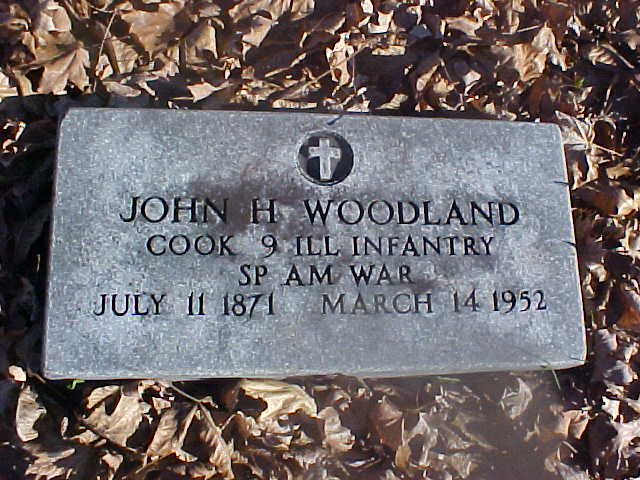 JOHN H WOODLAND
COOK 9 ILL INFANTRY
SP AM WAR
JULY 11 1871 MARCH 14 1952